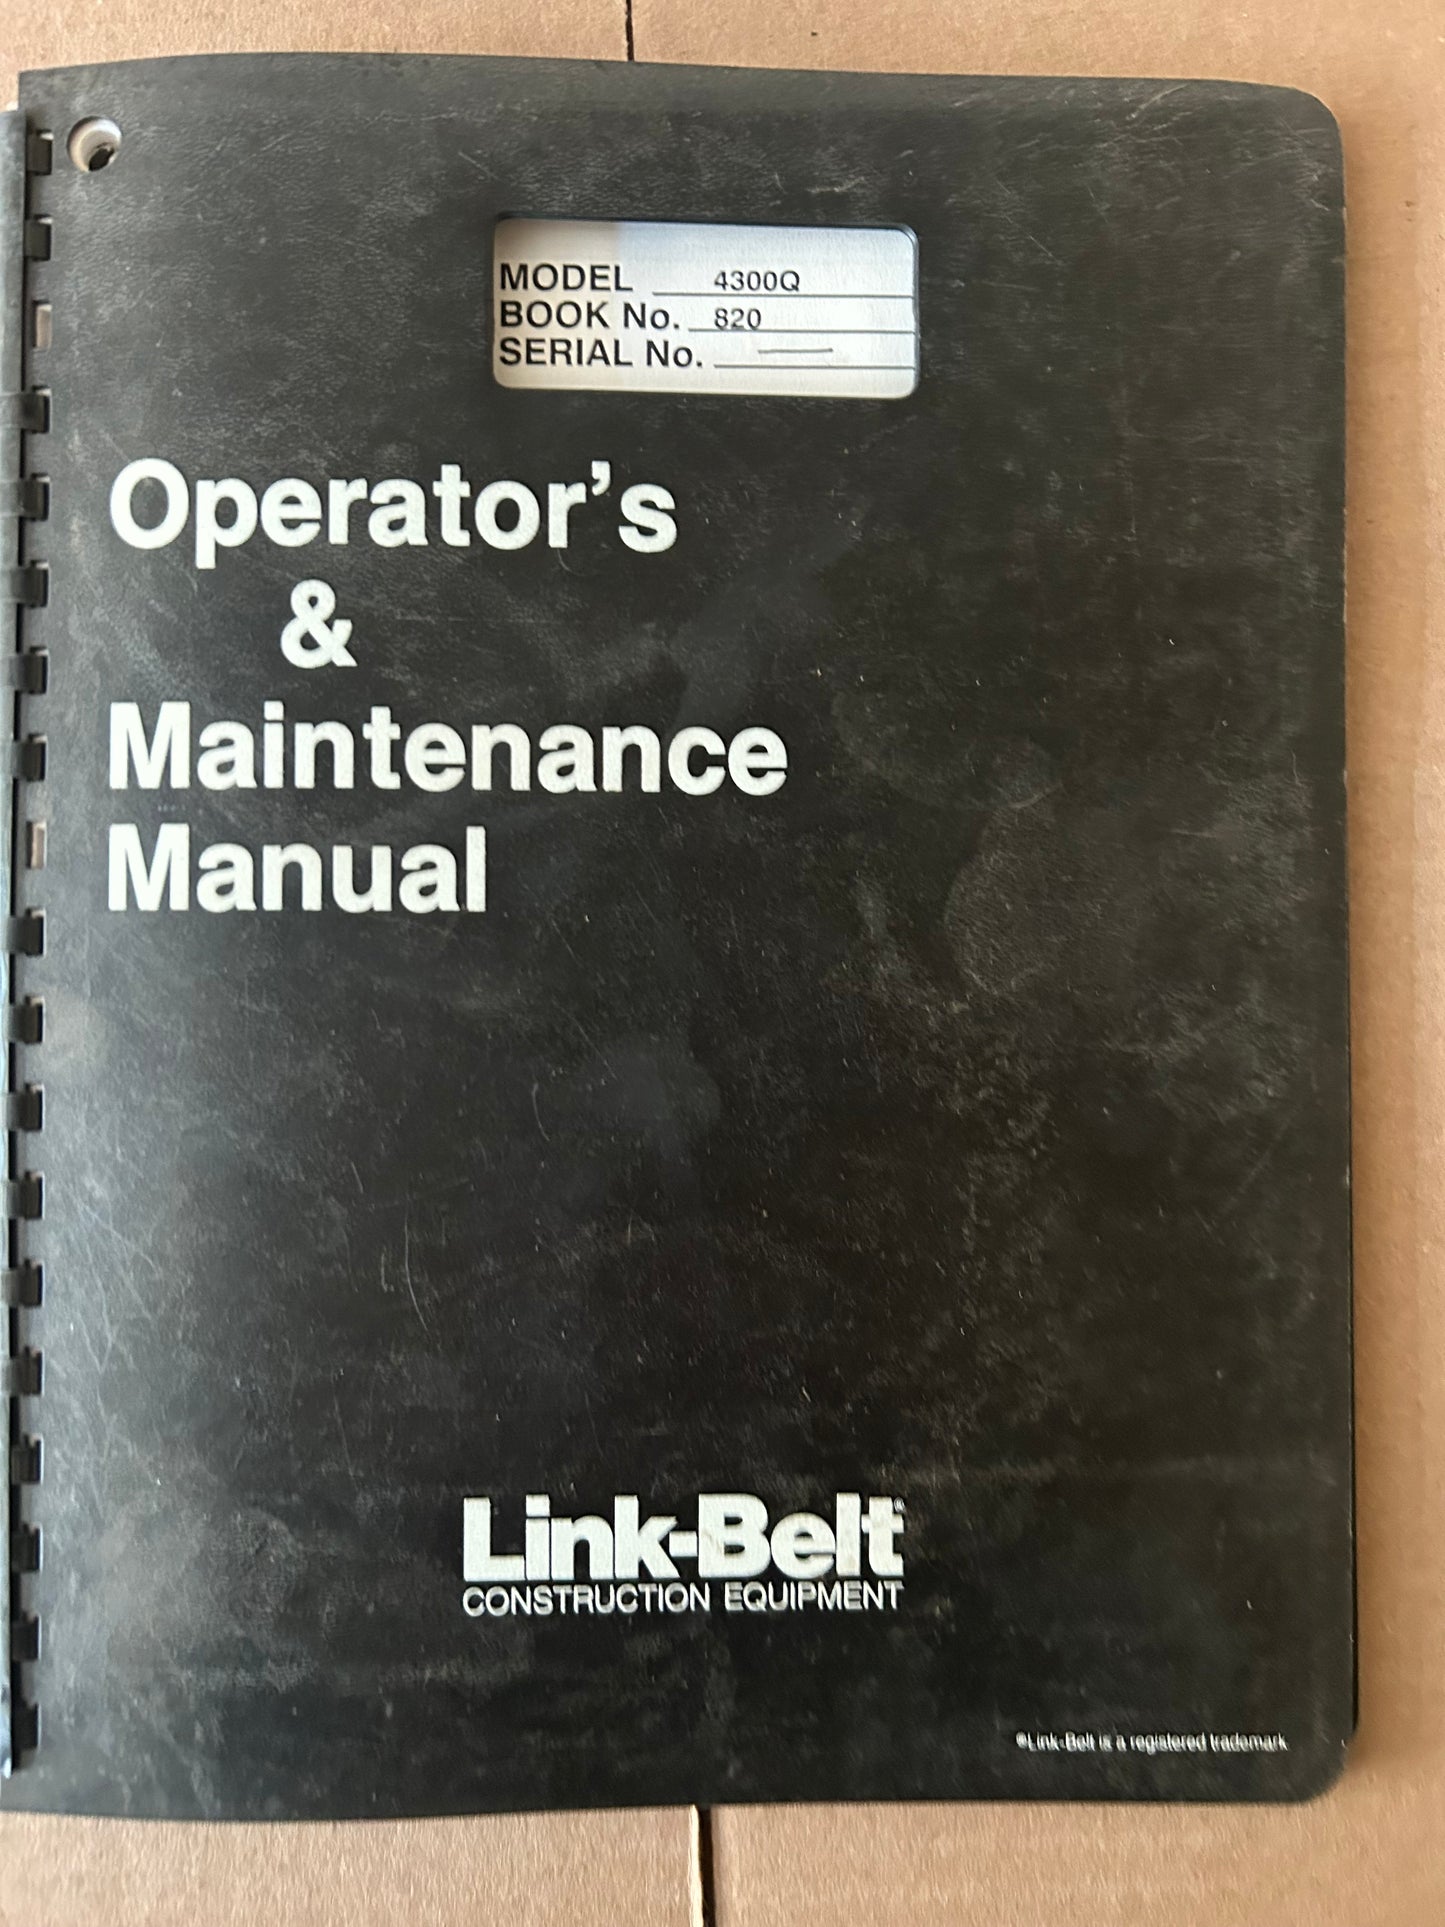 MODEL 4300Q
BOOK No. 820
SERIAL No. —
Operator's
&
Maintenance
Manual
Link-Belt®
CONSTRUCTION EQUIPMENT
®Link-Belt is a registered trademark